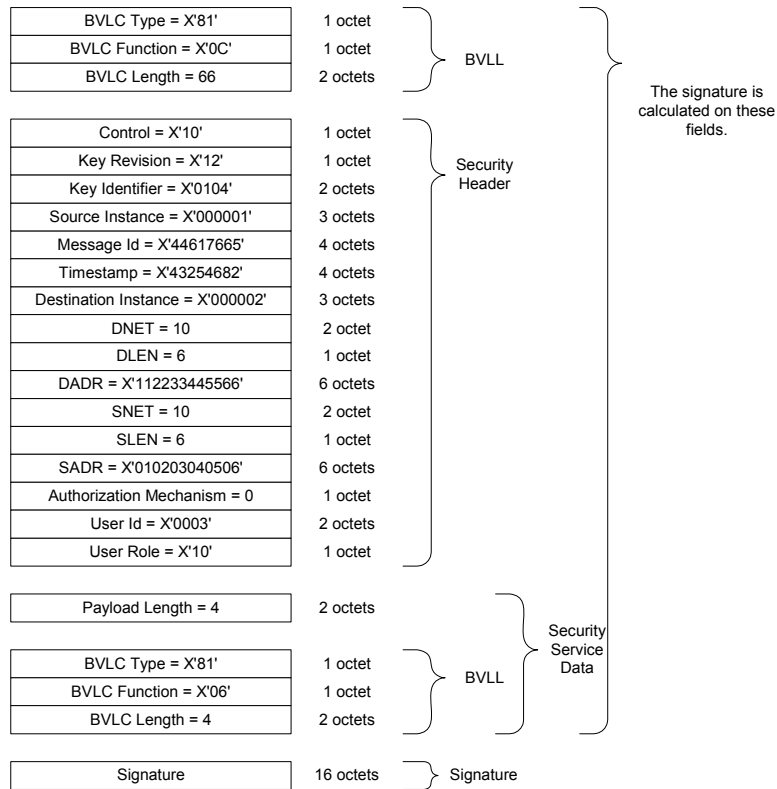 BVLC Type = X'81' 1 octet
BVLC Function = X'0C' 1 octet BVLL
BVLC Length = 66 2 octets
The signature is
calculated on these
fields.
Control = X'10' 1 octet
Key Revision = X'12' 1 octet
Security
Header
Key Identifier = X'0104' 2 octets
Source Instance = X'000001' 3 octets
Message Id = X'44617665' 4 octets
Timestamp = X'43254682' 4 octets
Destination Instance = X'000002' 3 octets
DNET = 10 2 octet
DLEN = 6 1 octet
DADR = X'112233445566' 6 octets
SNET = 10 2 octet
SLEN = 6 1 octet
SADR = X'010203040506' 6 octets
Authorization Mechanism = 0 1 octet
User Id = X'0003' 2 octets
User Role = X'10' 1 octet
Payload Length = 4 2 octets
Security
Service
Data
BVLC Type = X'81' 1 octet
BVLC Function = X'06' 1 octet BVLL
BVLC Length = 4 2 octets
Signature 16 octets Signature